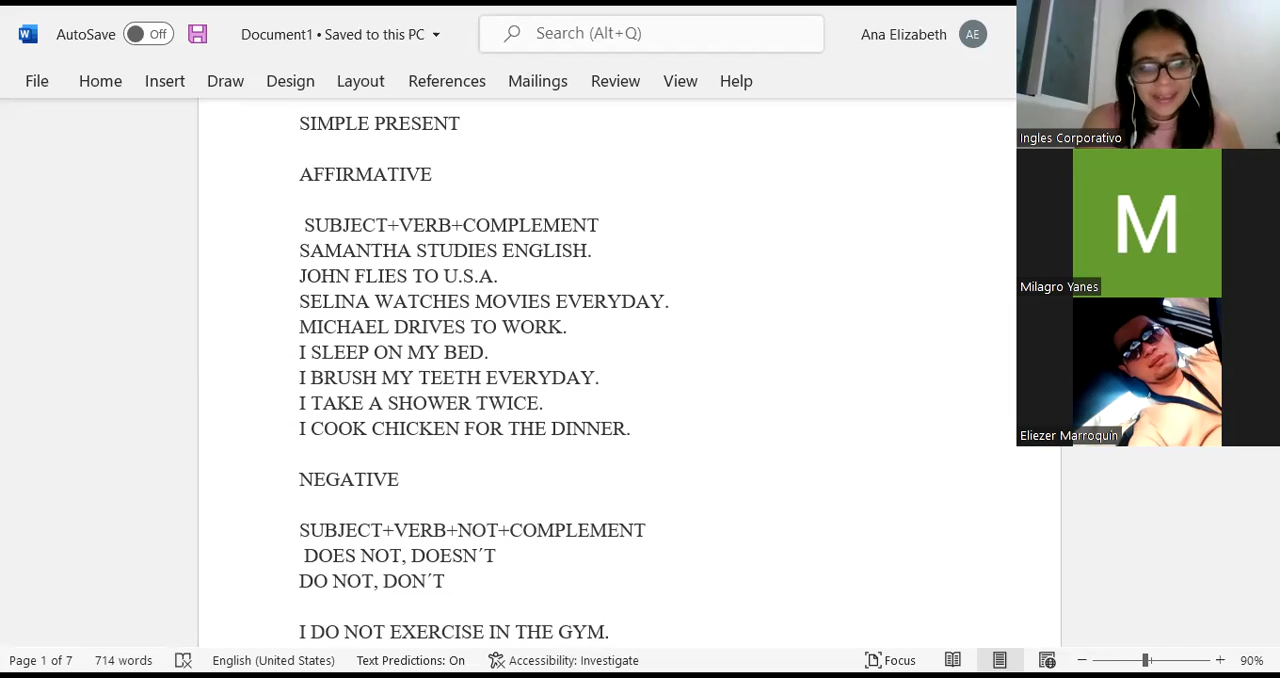 AutoSave Off Document1 • Saved to this PC Search (Alt+Q) Ana Elizabeth AE
File Home Insert Draw Design Layout References Mailings Review View Help
SIMPLE PRESENT
AFFIRMATIVE
SUBJECT+VERB+COMPLEMENT
SAMANTHA STUDIES ENGLISH.
JOHN FLIES TO U.S.A.
SELINA WATCHES MOVIES EVERYDAY.
MICHAEL DRIVES TO WORK.
I SLEEP ON MY BED.
I BRUSH MY TEETH EVERYDAY.
I TAKE A SHOWER TWICE.
I COOK CHICKEN FOR THE DINNER.
NEGATIVE
SUBJECT+VERB+NOT+COMPLEMENT
DOES NOT, DOESN´T
DO NOT, DON´T
I DO NOT EXERCISE IN THE GYM.
Page 1 of 7 714 words English (United States) Text Predictions: On Accessibility: Investigate Focus 90%
Ingles Corporativo
M
Milagro Yanes
Eliezer Marroquin